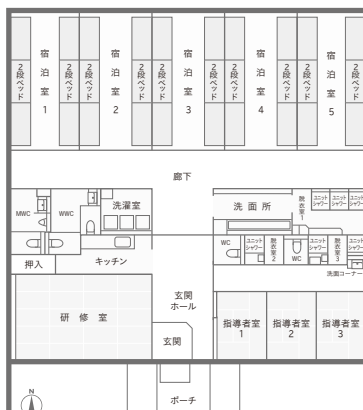 2段ベッド
宿泊室1
2段ベッド
2段ベッド
宿泊室2
2段ベッド
2段ベッド
宿泊室3
2段ベッド
2段ベッド
宿泊室4
2段ベッド
2段ベッド
宿泊室5
2段ベッド
廊下
MWC
WWC
洗濯室
洗面所
脱衣室1
ユニットシャワー
ユニットシャワー
ユニットシャワー
WC
ユニットシャワー
脱衣室2
WC
ユニットシャワー
脱衣室3
ユニットシャワー
洗面コーナー
押入
キッチン
研修室
玄関
ホール
玄関
指導者室
1
指導者室
2
指導者室
3
ポーチ
N